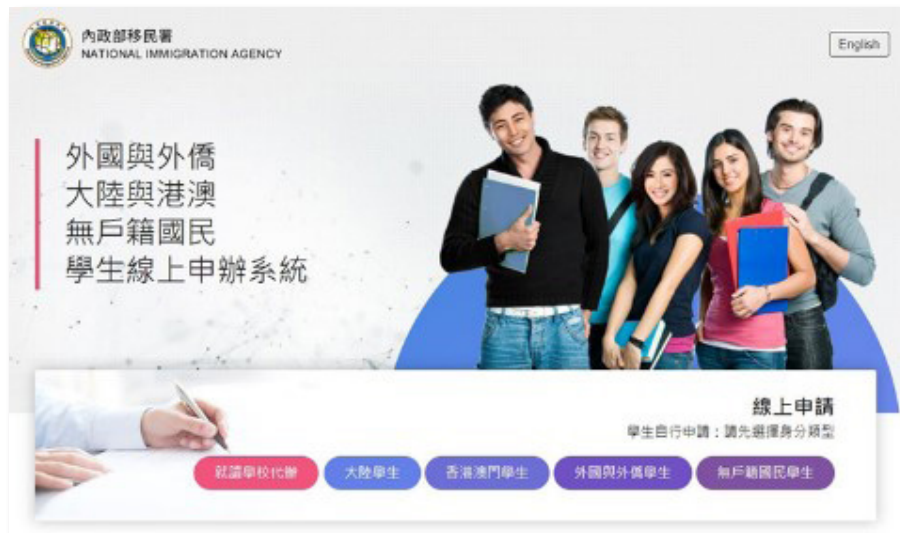 內政部移民署
NATIONAL IMMIGRATION AGENCY
English
外國與外僑
大陸與港澳
無戶籍國民
學生線上申辦系統
線上申請
學生自行申請：請先選擇身分類型
就讀學校代辦
大陸學生
香港澳門學生
外國與外僑學生
無戶籍國民學生